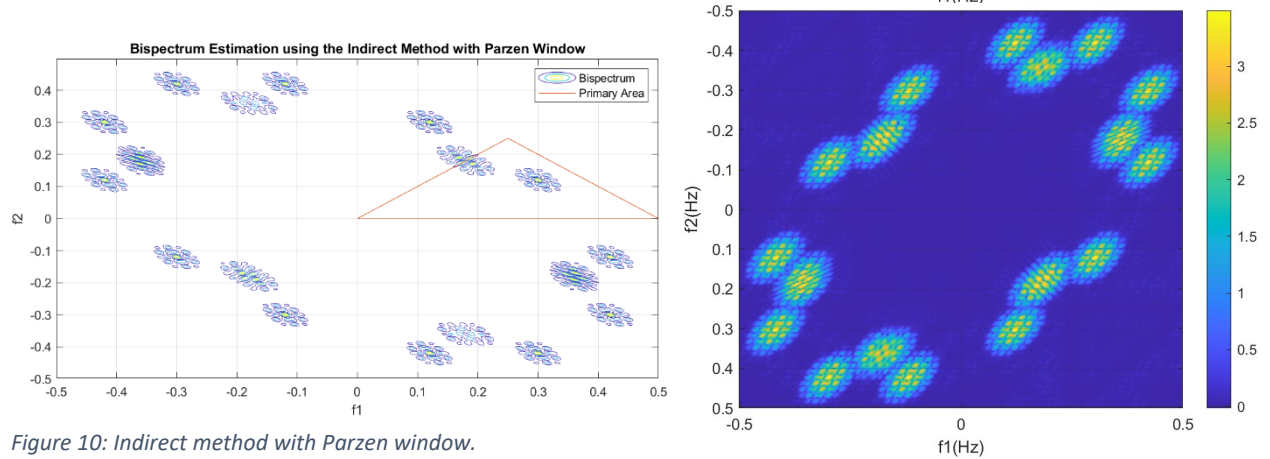 Bispectrum Estimation using the Indirect Method with Parzen Window
Bispectrum
Primary Area
0.4
0.3
0.2
0.1
0
-0.1
-0.2
-0.3
-0.4
-0.5
f2
-0.5 -0.4 -0.3 -0.2 -0.1 0 0.1 0.2 0.3 0.4 0.5
f1
Figure 10: Indirect method with Parzen window.
-0.5
-0.4
-0.3
-0.2
-0.1
0
0.1
0.2
0.3
0.4
0.5
f2(Hz)
-0.5 0 0.5
f1(Hz)
3
2.5
2
1.5
1
0.5
0